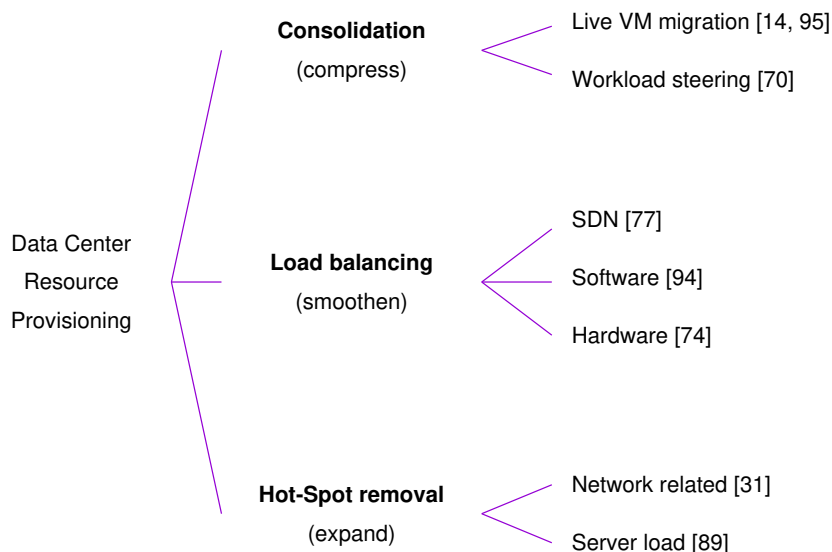 Consolidation
(compress)
Live VM migration [14, 95]
Workload steering [70]
Data Center
Resource
Provisioning
Load balancing
(smoothen)
SDN [77]
Software [94]
Hardware [74]
Hot-Spot removal
(expand)
Network related [31]
Server load [89]